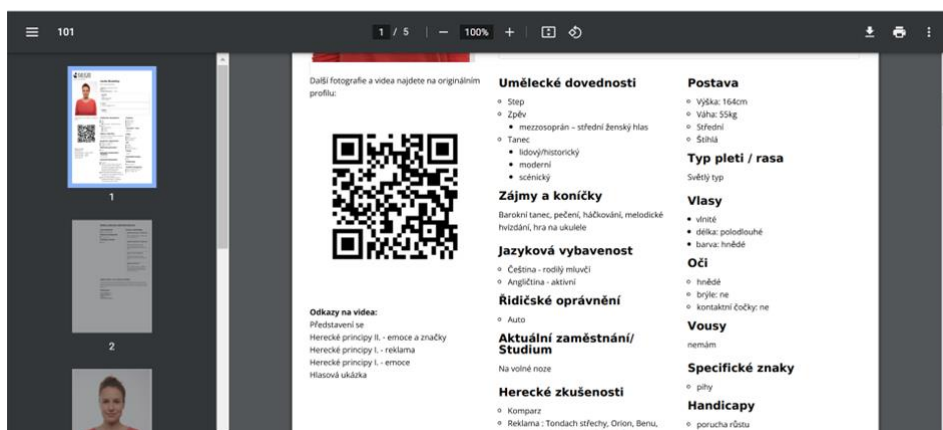 101
1 / 5
100%
1
2
Další fotografie a videa najdete na originálním
profilu:
Odkazy na videa:
Představení se
Herecké principy II. - emoce a značky
Herecké principy I. - reklama
Herecké principy I. - emoce
Hlasová ukázka
Umělecké dovednosti
Step
Zpěv
mezzosoprán – střední ženský hlas
Tanec
lidový/historický
moderní
scénický
Zájmy a koníčky
Barokní tanec, pečení, háčkování, melodické
hvízdání, hra na ukulele
Jazyková vybavenost
Čeština - rodilý mluvčí
Angličtina - aktivní
Řidičské oprávnění
Auto
Aktuální zaměstnání/
Studium
Na volné noze
Herecké zkušenosti
Komparz
Reklama : Tondach střechy, Orion, Benu,
Postava
Výška: 164cm
Váha: 55kg
Střední
Štíhlá
Typ pleti / rasa
Světlý typ
Vlasy
vlnité
délka: polodlouhé
barva: hnědé
Oči
hnědé
brýle: ne
kontaktní čočky: ne
Vousy
nemám
Specifické znaky
pihy
Handicapy
porucha růstu